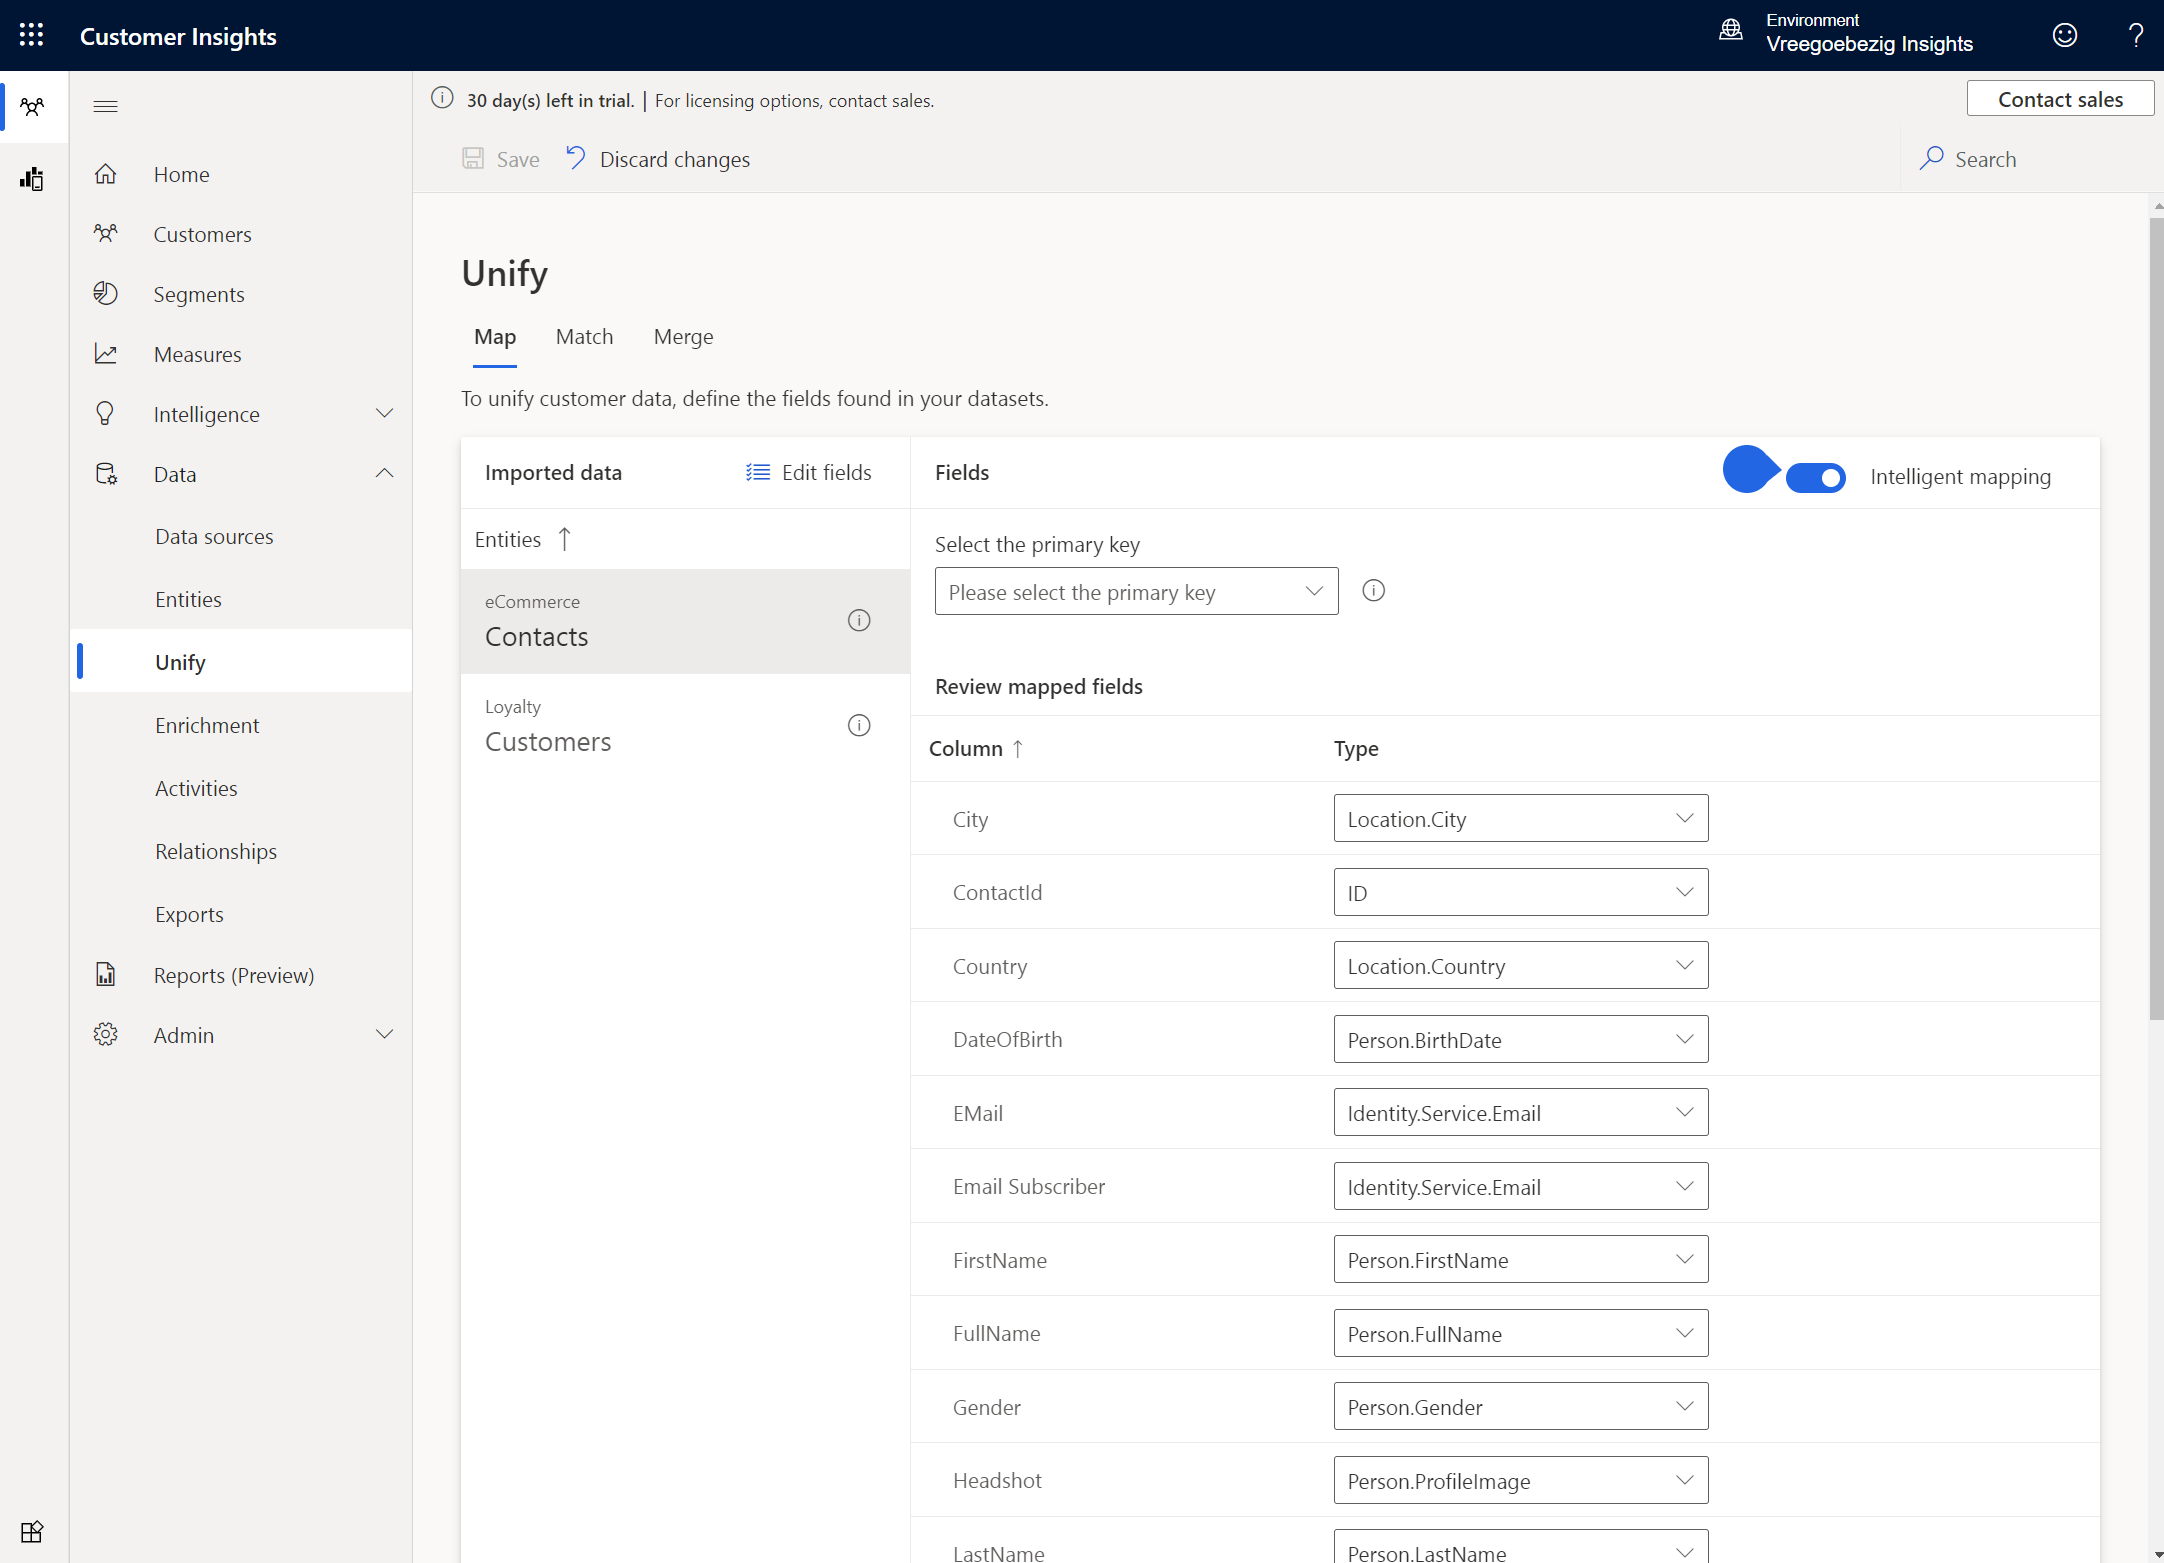 Customer Insights
Environment
Vreegoebezig Insights
?
30 day(s) left in trial. | For licensing options, contact sales.
Contact sales
Save
Discard changes
Search
Home
Customers
Segments
Measures
Intelligence
Data
Data sources
Entities
Unify
Enrichment
Activities
Relationships
Exports
Reports (Preview)
Admin
Unify
Map
Match
Merge
To unify customer data, define the fields found in your datasets.
Imported data
Edit fields
Entities ↑
eCommerce
Contacts
Loyalty
Customers
Fields
Intelligent mapping
Select the primary key
Please select the primary key
Review mapped fields
Column ↑ Type
City Location.City
ContactId ID
Country Location.Country
DateOfBirth Person.BirthDate
EMail Identity.Service.Email
Email Subscriber Identity.Service.Email
FirstName Person.FirstName
FullName Person.FullName
Gender Person.Gender
Headshot Person.ProfileImage
LastName Person.LastName